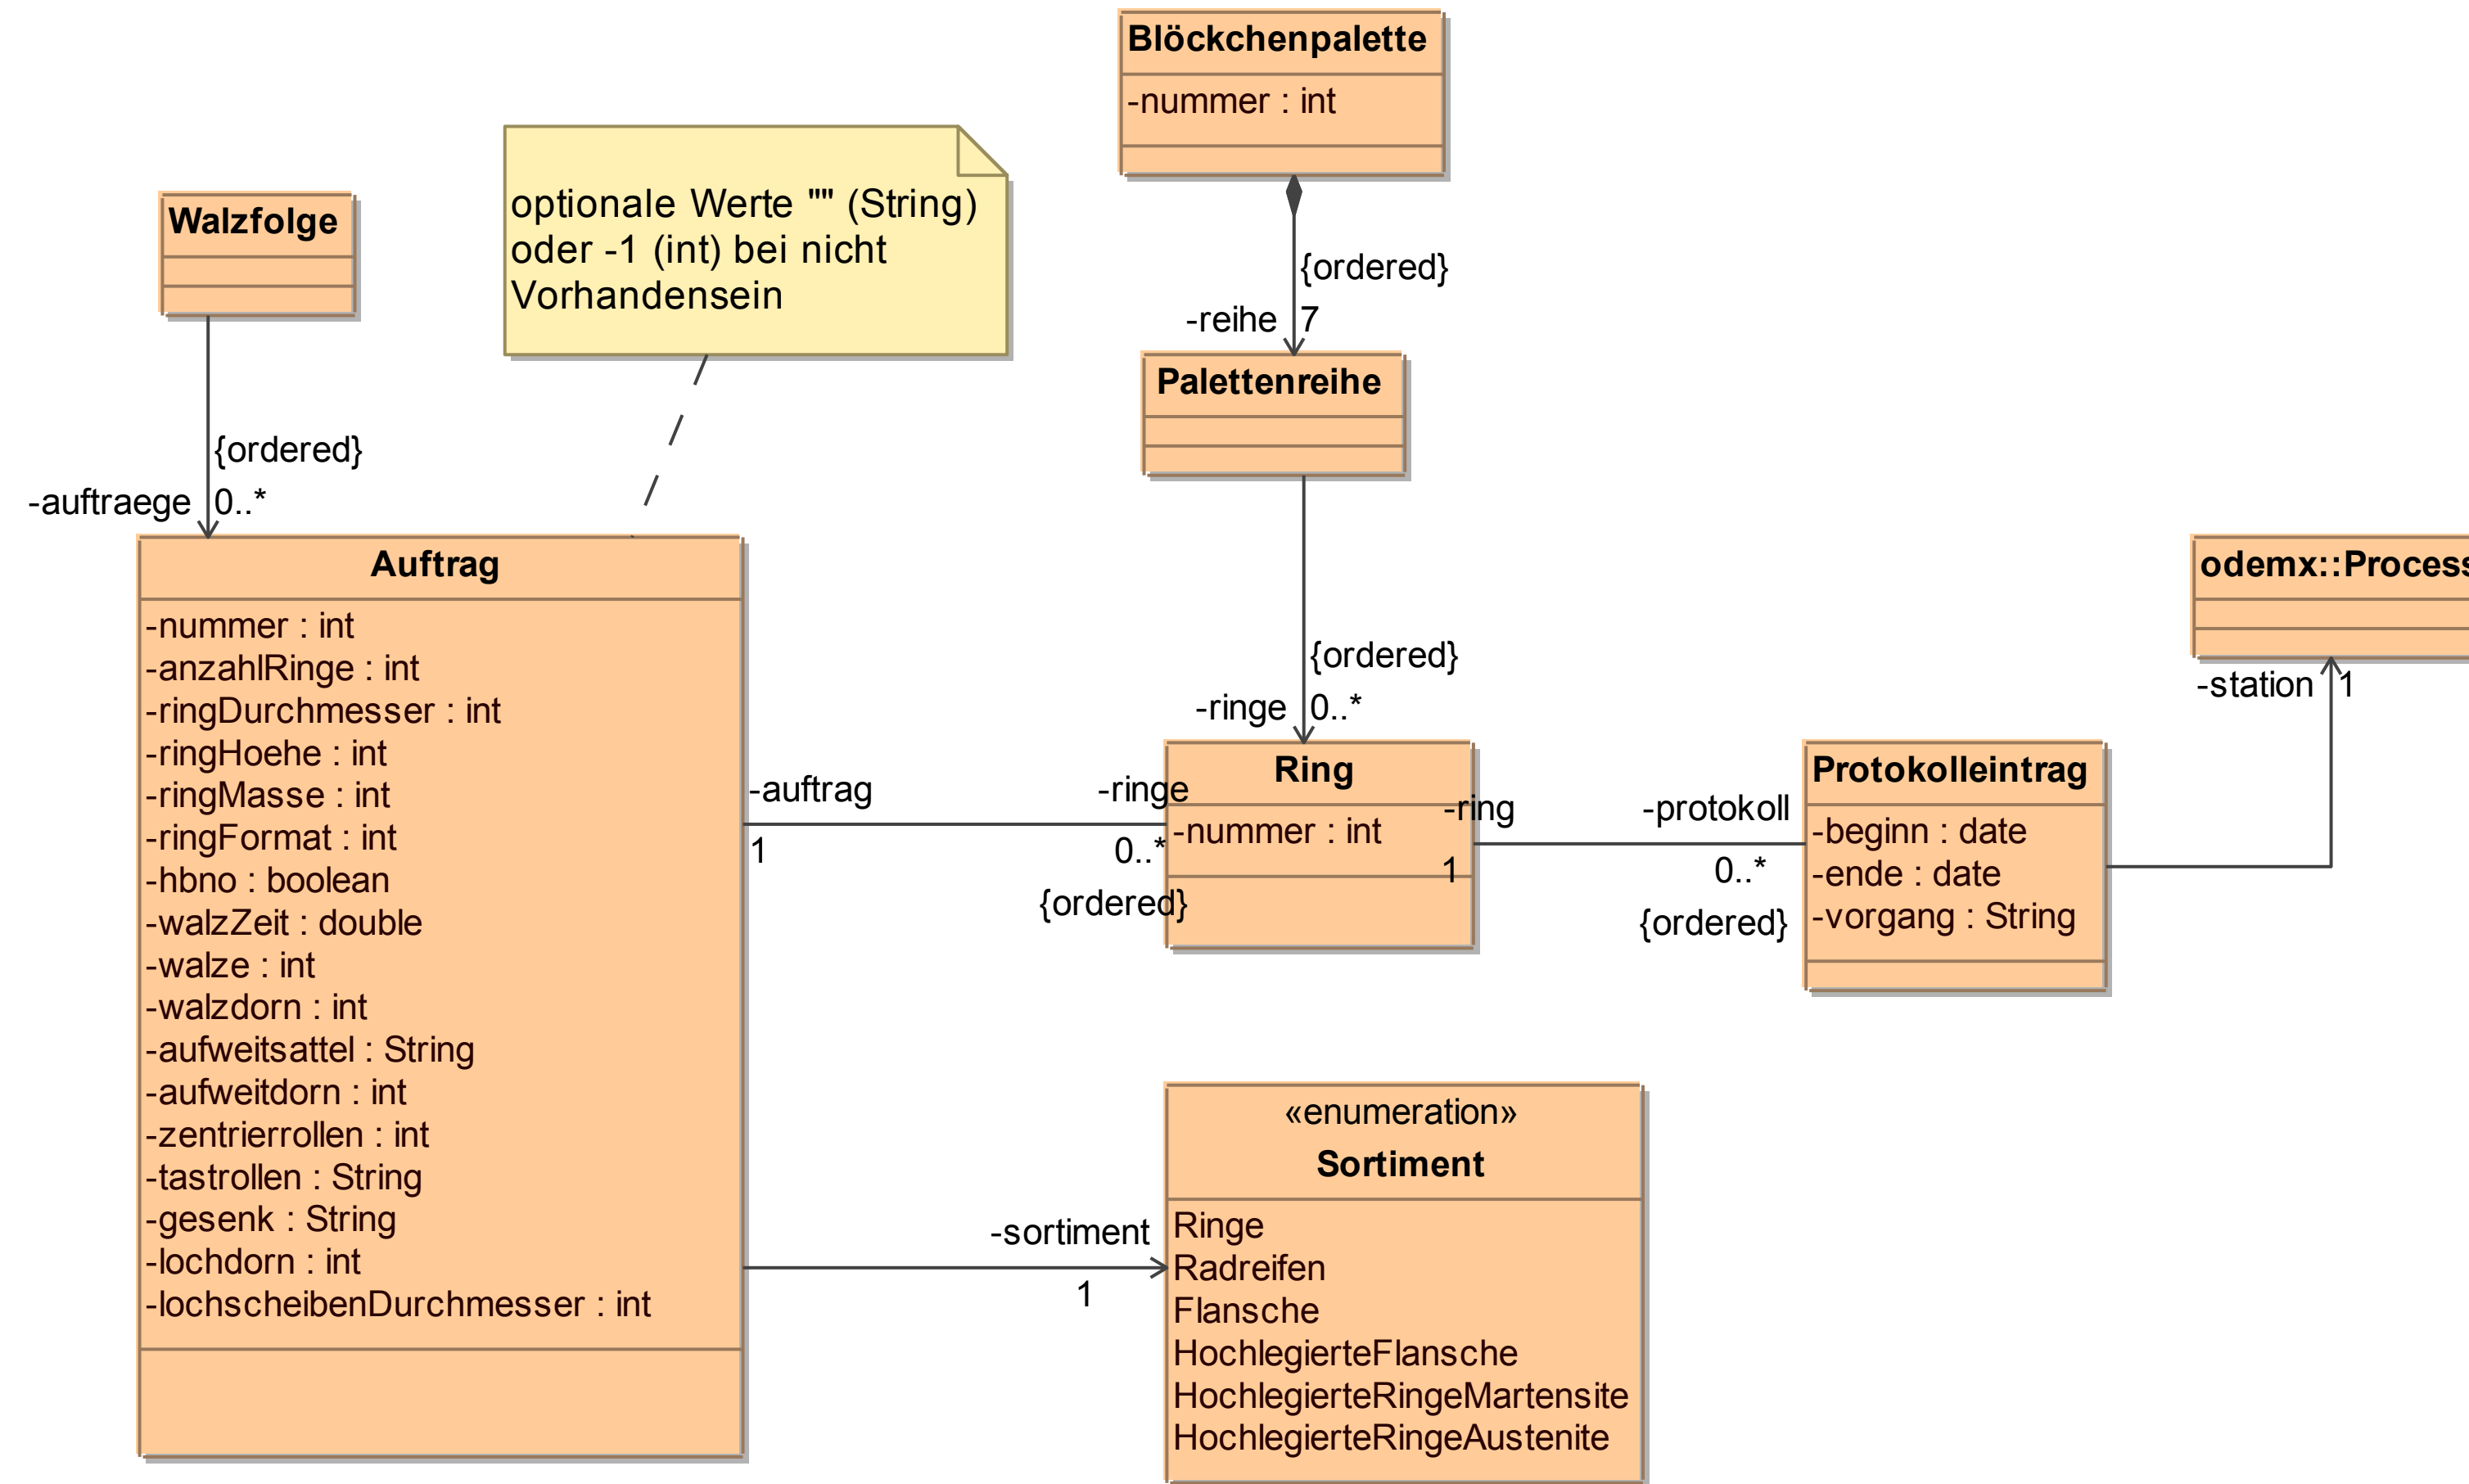 Blöckchenpalette
-nummer : int
optionale Werte "" (String)
oder -1 (int) bei nicht
Vorhandensein
Walzfolge
{ordered}
-reihe 7
Palettenreihe
{ordered}
-auftraege 0..*
Auftrag
-nummer : int
-anzahlRinge : int
-ringDurchmesser : int
-ringHoehe : int
-ringMasse : int
-ringFormat : int
-hbno : boolean
-walzZeit : double
-walze : int
-walzdorn : int
-aufweitsattel : String
-aufweitdorn : int
-zentrierrollen : int
-tastrollen : String
-gesenk : String
-lochdorn : int
-lochscheibenDurchmesser : int
odemx::Process
-station 1
{ordered}
-ringe 0..*
Ring
-nummer : int
-auftrag
1
-ringe
0..*
{ordered}
-ring
1
-protokoll
0..*
{ordered}
Protokolleintrag
-beginn : date
-ende : date
-vorgang : String
-sortiment
1
«enumeration»
Sortiment
Ringe
Radreifen
Flansche
HochlegierteFlansche
HochlegierteRingeMartensite
HochlegierteRingeAustenite